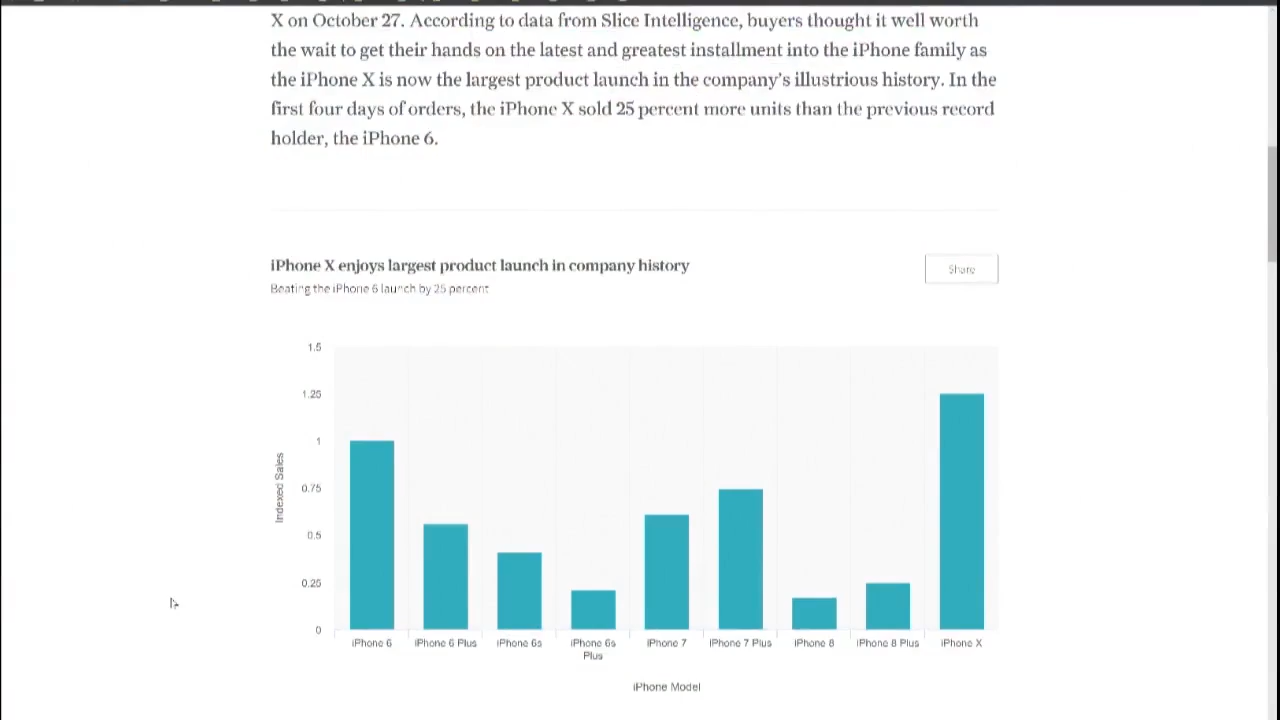 X on October 27. According to data from Slice Intelligence, buyers thought it well worth
the wait to get their hands on the latest and greatest installment into the iPhone family as
the iPhone X is now the largest product launch in the company's illustrious history. In the
first four days of orders, the iPhone X sold 25 percent more units than the previous record
holder, the iPhone 6.
iPhone X enjoys largest product launch in company history
Share
Beating the iPhone 6 launch by 25 percent
1.5
1.25
1
0.75
0.5
0.25
0
Indexed Sales
iPhone 6
iPhone 6 Plus
iPhone 6s
iPhone 6s
Plus
iPhone 7
iPhone 7 Plus
iPhone 8
iPhone 8 Plus
iPhone X
iPhone Model